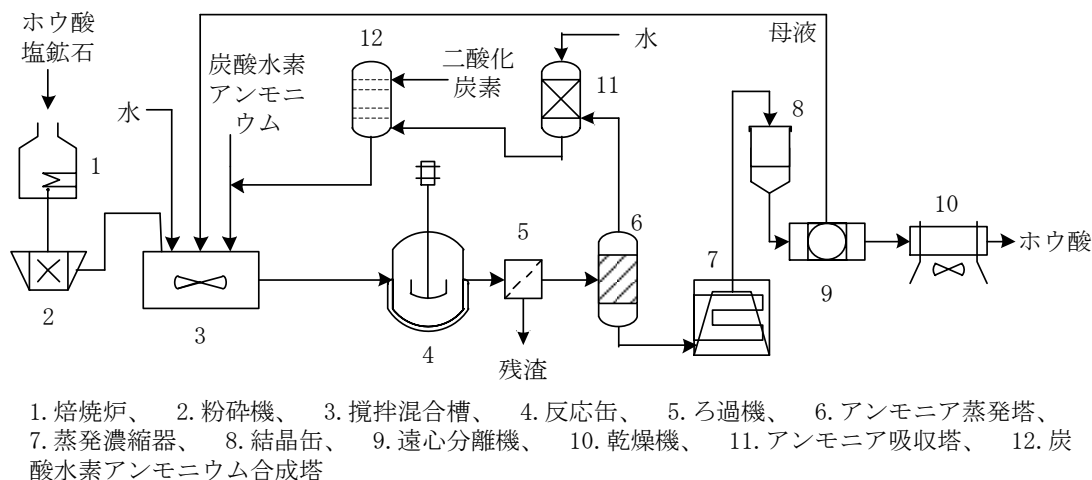 ホウ酸
塩鉱石
水
炭酸水素
アンモニ
ウム
12
二酸化
炭素
水
11
母液
8
1
2
3
4
5
残渣
6
7
9
10
ホウ酸
1.焙焼炉、 2.粉砕機、 3.撹拌混合槽、 4.反応缶、 5.ろ過機、 6.アンモニア蒸発塔、
7.蒸発濃縮器、 8.結晶缶、 9.遠心分離機、 10.乾燥機、 11.アンモニア吸収塔、 12.炭
酸水素アンモニウム合成塔